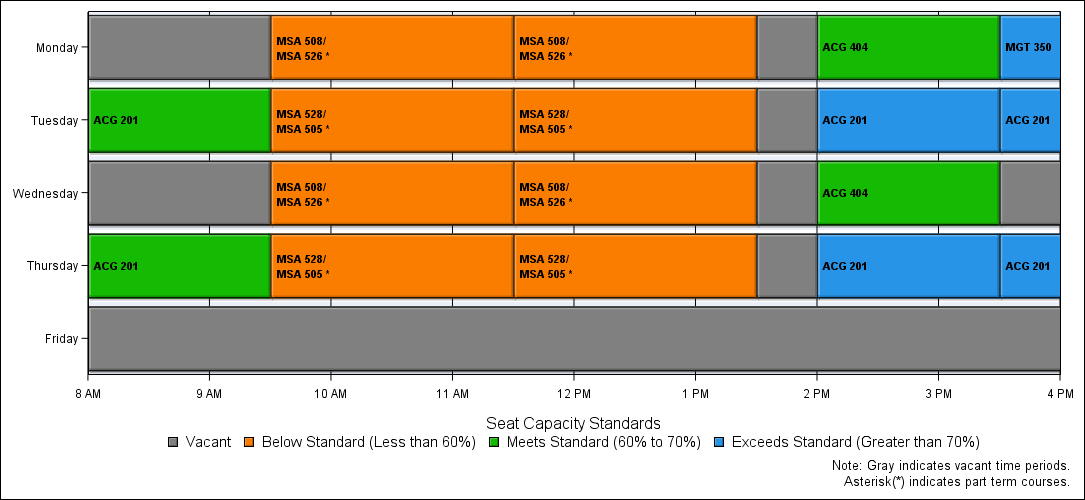 Monday
MSA 508/
MSA 526 *
MSA 508/
MSA 526 *
ACG 404
MGT 350
Tuesday
ACG 201
MSA 528/
MSA 505 *
MSA 528/
MSA 505 *
ACG 201
ACG 201
Wednesday
MSA 508/
MSA 526 *
MSA 508/
MSA 526 *
ACG 404
Thursday
ACG 201
MSA 528/
MSA 505 *
MSA 528/
MSA 505 *
ACG 201
ACG 201
Friday
8 AM 9 AM 10 AM 11 AM 12 PM 1 PM 2 PM 3 PM 4 PM
Seat Capacity Standards
Vacant Below Standard (Less than 60%) Meets Standard (60% to 70%) Exceeds Standard (Greater than 70%)
Note: Gray indicates vacant time periods.
Asterisk(*) indicates part term courses.